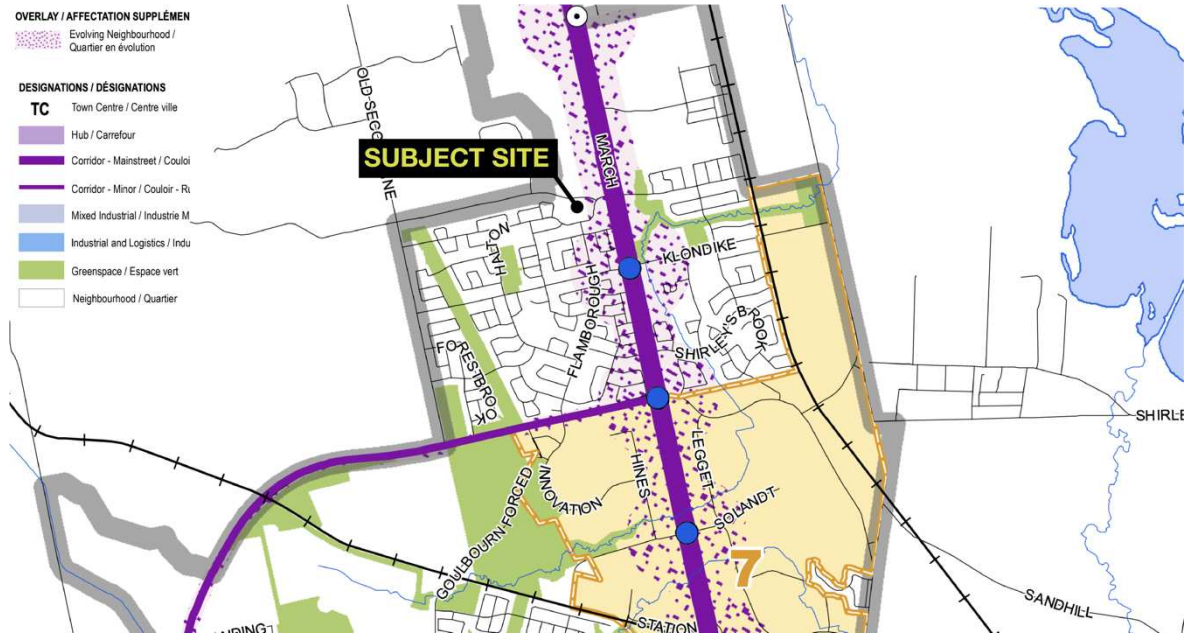 OVERLAY / AFFECTATION SUPPLÉMEN
Evolving Neighbourhood /
Quartier en évolution
DESIGNATIONS / DÉSIGNATIONS
TC Town Centre / Centre ville
Hub / Carrefour
Corridor - Mainstreet / Couloi
Corridor - Minor / Couloir - Ru
Mixed Industrial / Industrie M
Industrial and Logistics / Indu
Greenspace / Espace vert
Neighbourhood / Quartier
SUBJECT SITE
MARCH
KLONDIKE
HALTON
FLAMBOROUGH
SHIRLEY'S BROOK
FORESTBROOK
SHIRLE
LEGGET
HINES
INNOVATION
SOLANDT
GOULBOURN FORCED
7
SANDHILL
STATION